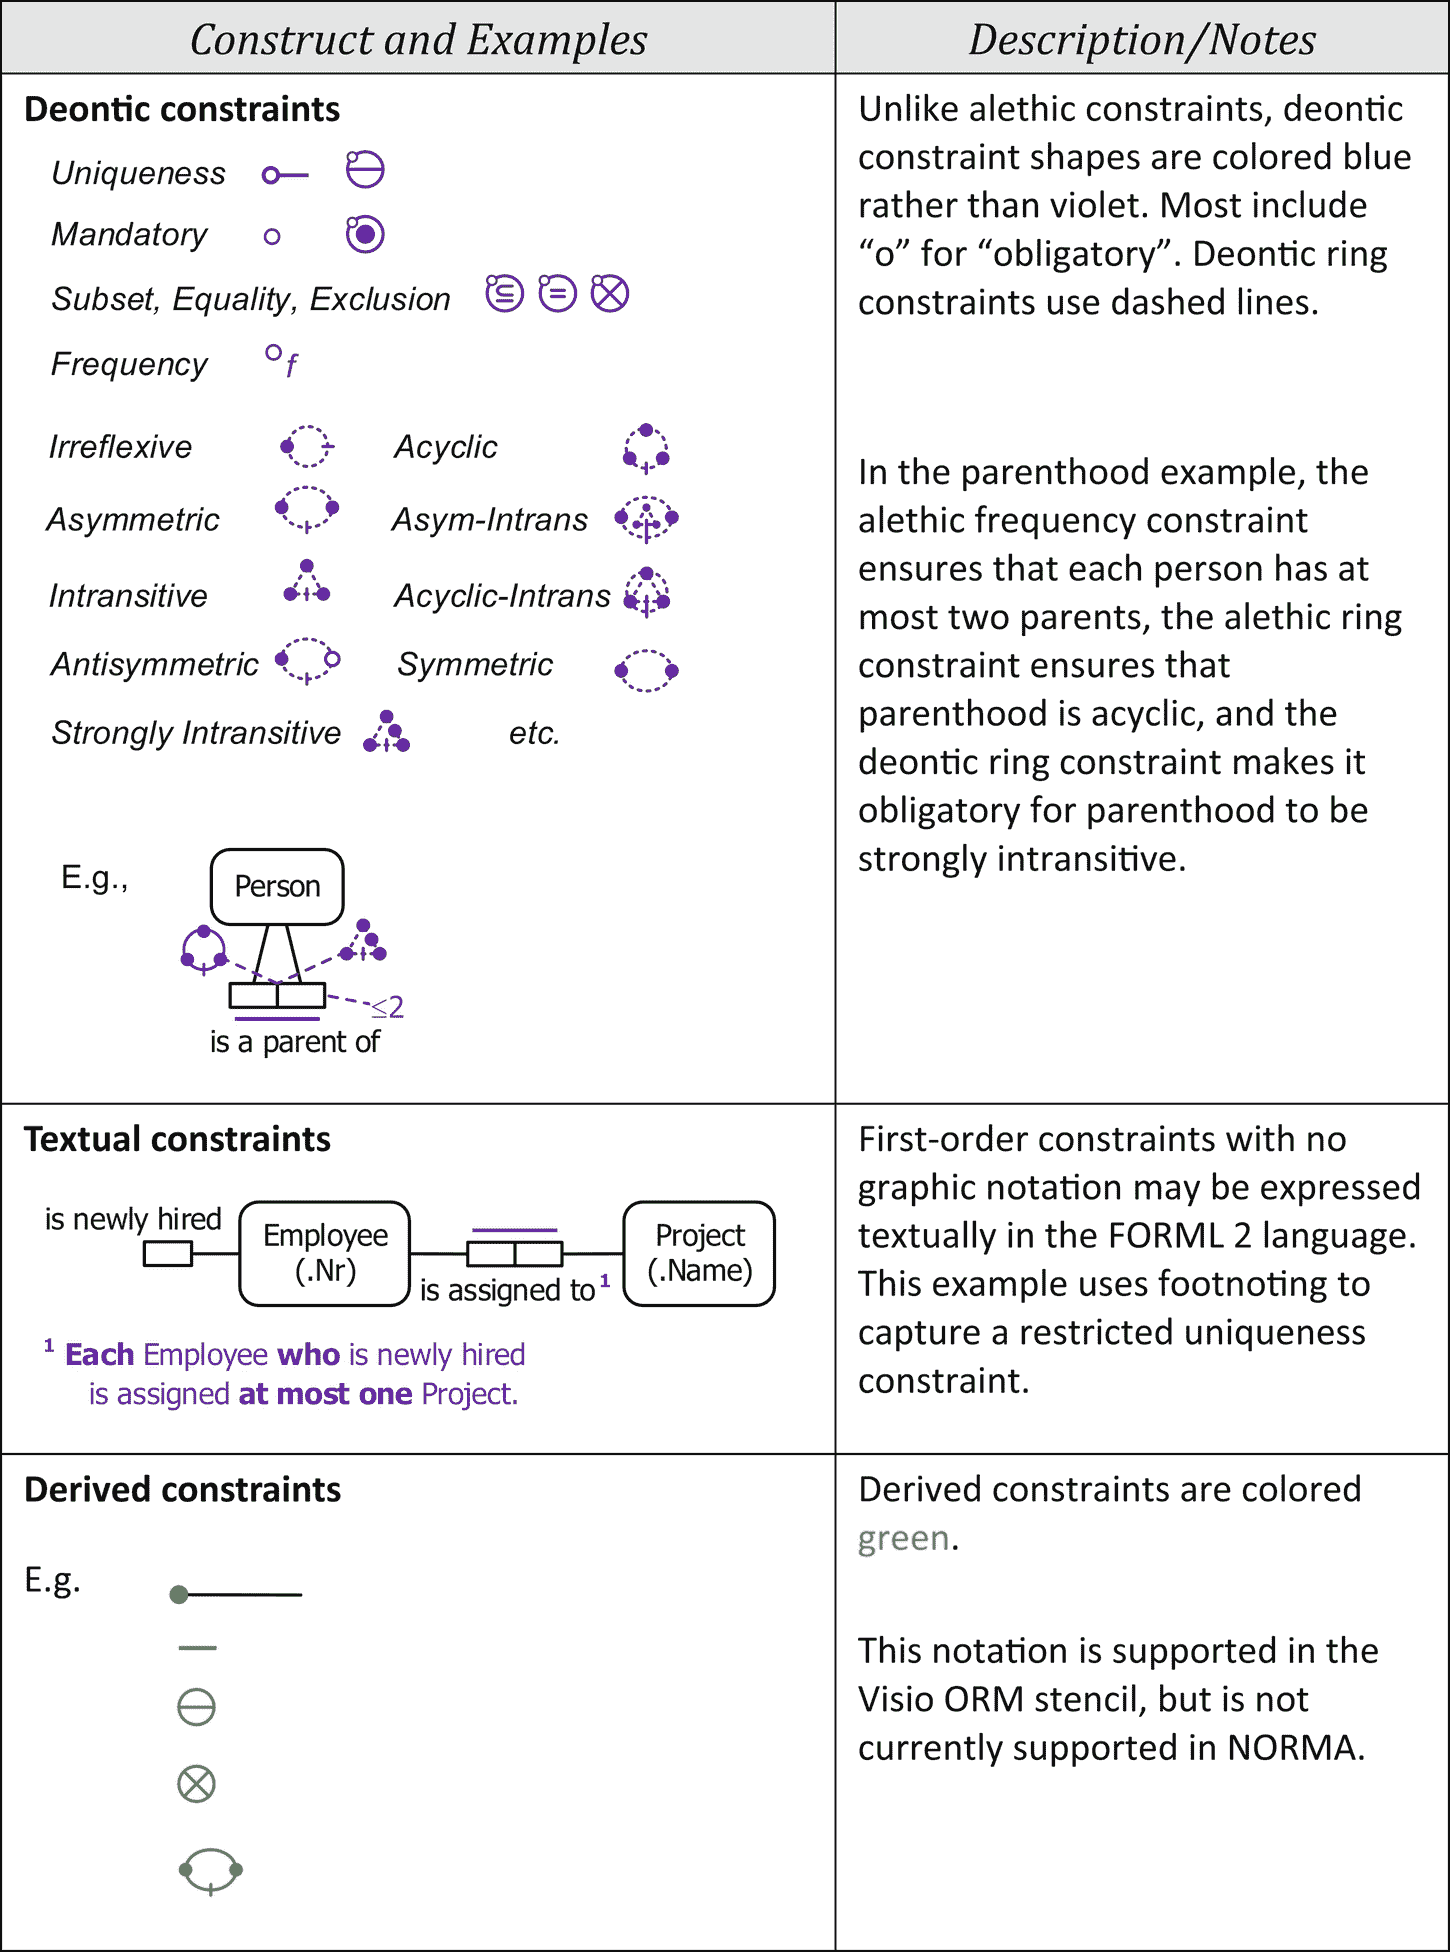 Construct and Examples
Description/Notes
Deontic constraints
Uniqueness
Mandatory
Subset, Equality, Exclusion
Frequency
f
Irreflexive
Acyclic
Asymmetric
Asym-Intrans
Intransitive
Acyclic-Intrans
Antisymmetric
Symmetric
Strongly Intransitive
etc.
E.g.,
Person
≤2
is a parent of
Unlike alethic constraints, deontic
constraint shapes are colored blue
rather than violet. Most include
“o” for “obligatory”. Deontic ring
constraints use dashed lines.
In the parenthood example, the
alethic frequency constraint
ensures that each person has at
most two parents, the alethic ring
constraint ensures that
parenthood is acyclic, and the
deontic ring constraint makes it
obligatory for parenthood to be
strongly intransitive.
Textual constraints
is newly hired
Employee
(.Nr)
is assigned to 1
Project
(.Name)
1 Each Employee who is newly hired
is assigned at most one Project.
First-order constraints with no
graphic notation may be expressed
textually in the FORML 2 language.
This example uses footnoting to
capture a restricted uniqueness
constraint.
Derived constraints
E.g.
Derived constraints are colored
green.
This notation is supported in the
Visio ORM stencil, but is not
currently supported in NORMA.